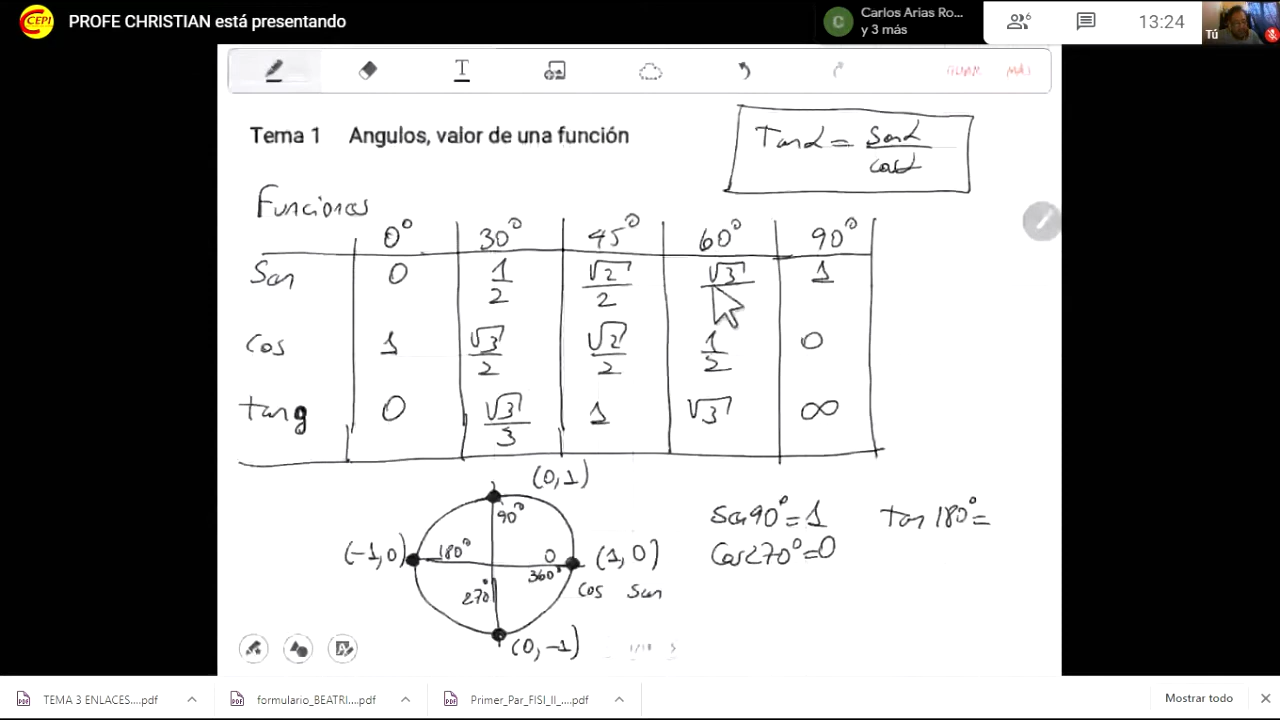 CEPI
PROFE CHRISTIAN está presentando
C
Carlos Arias Ro...
y 3 más
6
13:24
Tú
T
Tema 1 Angulos, valor de una función
Tanα = Senα
cosα
Funciones
0° 30° 45° 60° 90°
Sen 0 1/2 √2/2 √3 1
cos 1 √3/2 √2/2 1/2 0
tang 0 √3/3 1 √3 ∞
(0,1)
90°
Sen90°=1 tan 180°=
(-1,0) 180° 0 (1,0) Cos270°=0
360°
270° cos sen
(0,-1)
TEMA 3 ENLACES....pdf
formulario_BEATRI....pdf
Primer_Par_FISI_II_....pdf
Mostrar todo